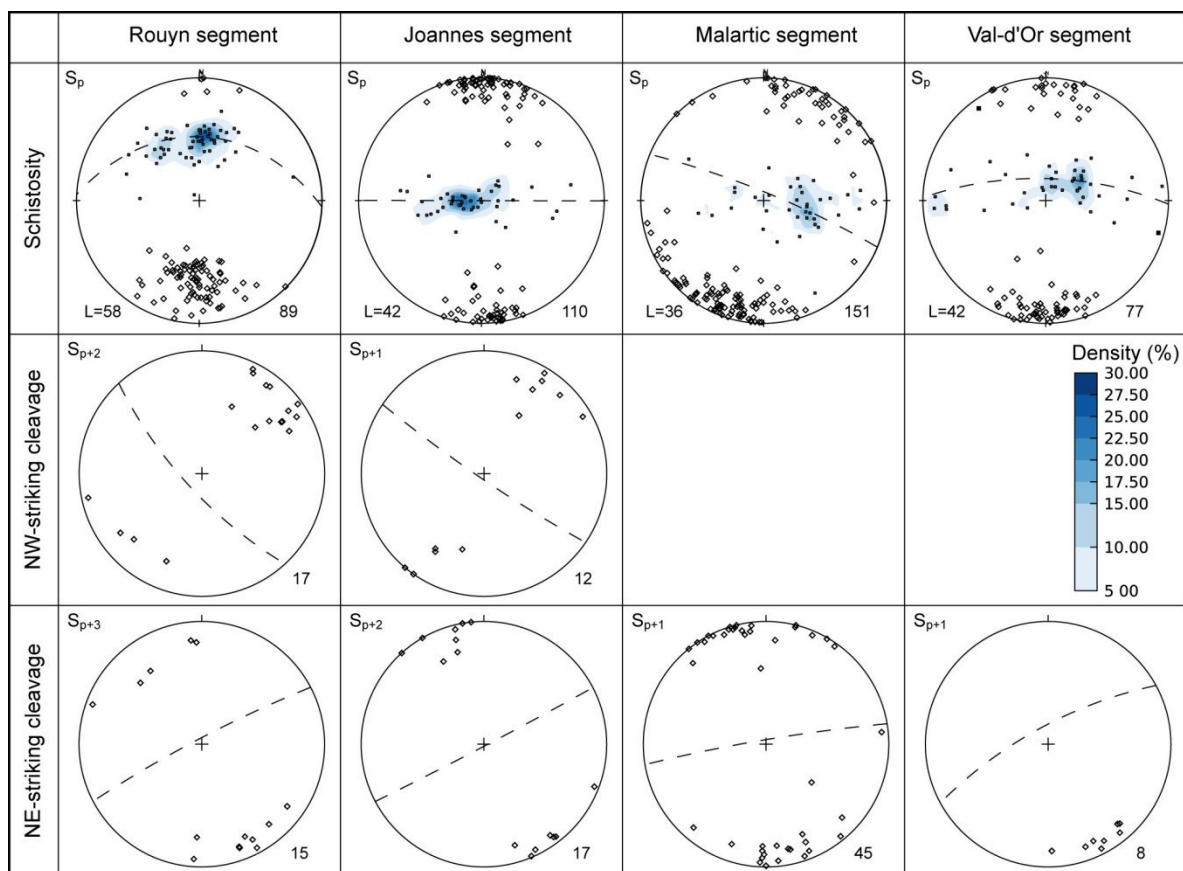 Rouyn segment
Joannes segment
Malartic segment
Val-d'Or segment
Schistosity
Sp
N
L=58
89
Sp
N
L=42
110
Sp
N
L=36
151
Sp
N
L=42
77
NW-striking cleavage
Sp+2
17
Sp+1
12
Density (%)
30.00
27.50
25.00
22.50
20.00
17.50
15.00
10.00
5 00
NE-striking cleavage
Sp+3
15
Sp+2
17
Sp+1
45
Sp+1
8